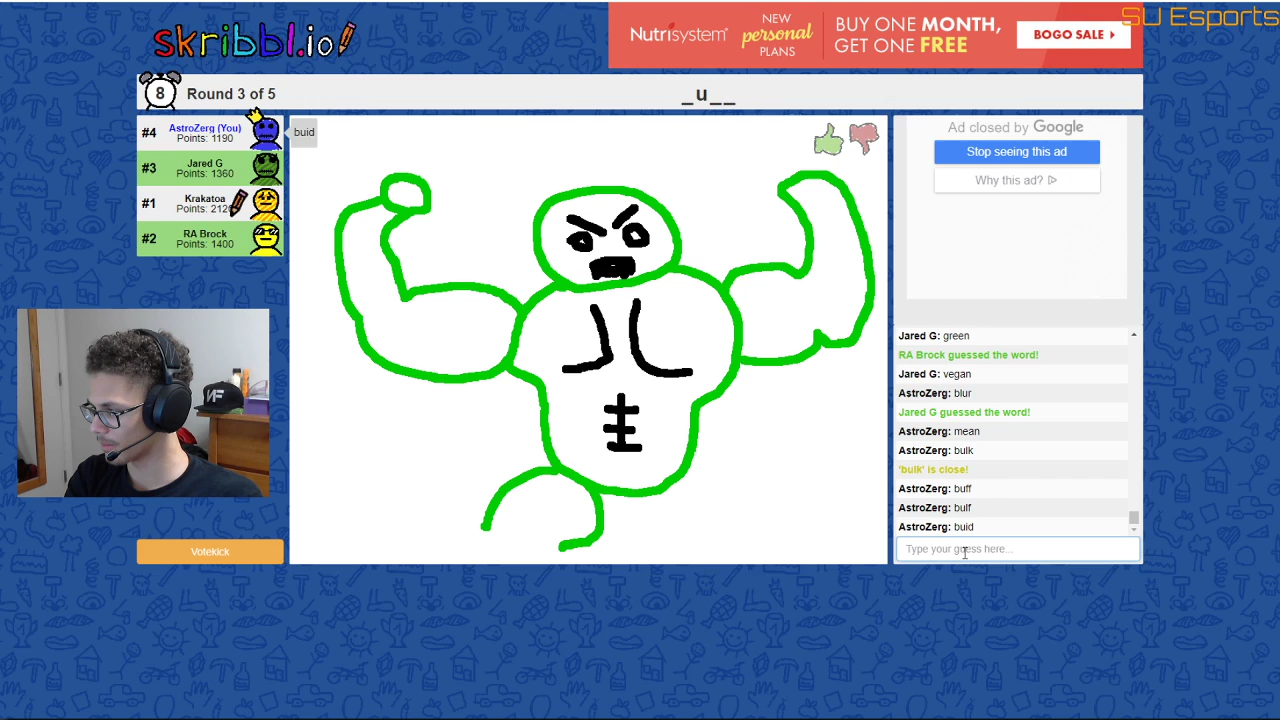 SU Esports
skribbl.io
Nutrisystem
NEW
personal
PLANS
BUY ONE MONTH,
GET ONE FREE
BOGO SALE
8
Round 3 of 5
_u__
#4
AstroZerg (You)
Points: 1190
buid
#3
Jared G
Points: 1360
#1
Krakatoa
Points: 212
#2
RA Brock
Points: 1400
Votekick
Ad closed by Google
Stop seeing this ad
Why this ad?
Jared G: green
RA Brock guessed the word!
Jared G: vegan
AstroZerg: blur
Jared G guessed the word!
AstroZerg: mean
AstroZerg: bulk
'bulk' is close!
AstroZerg: buff
AstroZerg: bulf
AstroZerg: buid
Type your guess here...